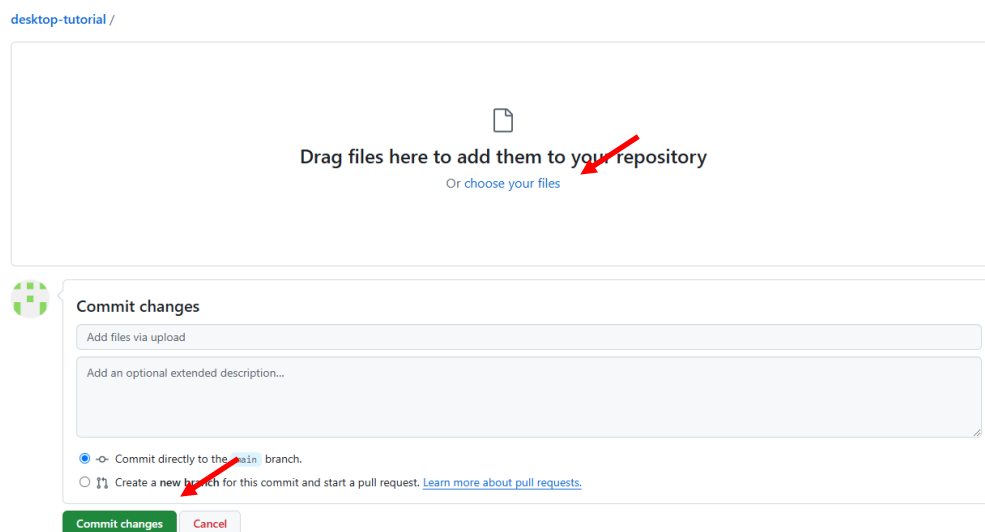 desktop-tutorial /
Drag files here to add them to your repository
Or choose your files
Commit changes
Add files via upload
Add an optional extended description...
Commit directly to the main branch.
Create a new branch for this commit and start a pull request. Learn more about pull requests.
Commit changes Cancel